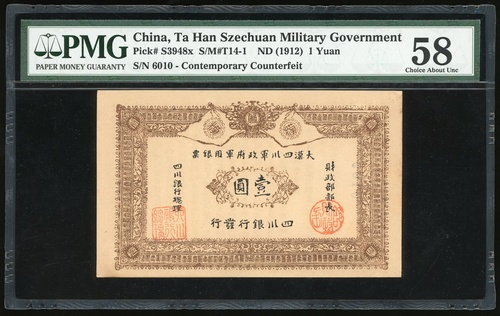 PMG
PAPER MONEY GUARANTY
China, Ta Han Szechuan Military Government
Pick# S3948x S/M#T14-1 ND (1912) 1 Yuan
S/N 6010 - Contemporary Counterfeit
58
Choice About Unc
大漢四川軍政府軍用銀票
財政部部長
壹圓
四川銀行總理
四川銀行發行